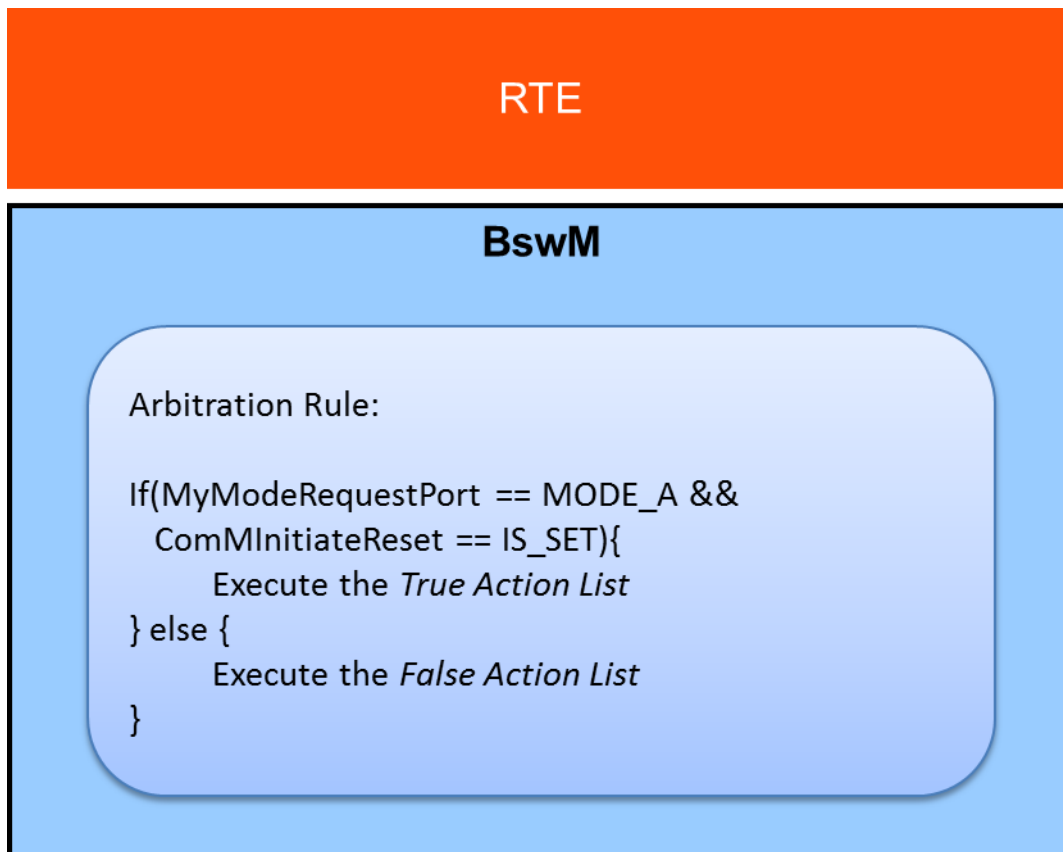 RTE
BswM
Arbitration Rule:
If(MyModeRequestPort == MODE_A &&
ComMInitiateReset == IS_SET){
Execute the True Action List
} else {
Execute the False Action List
}